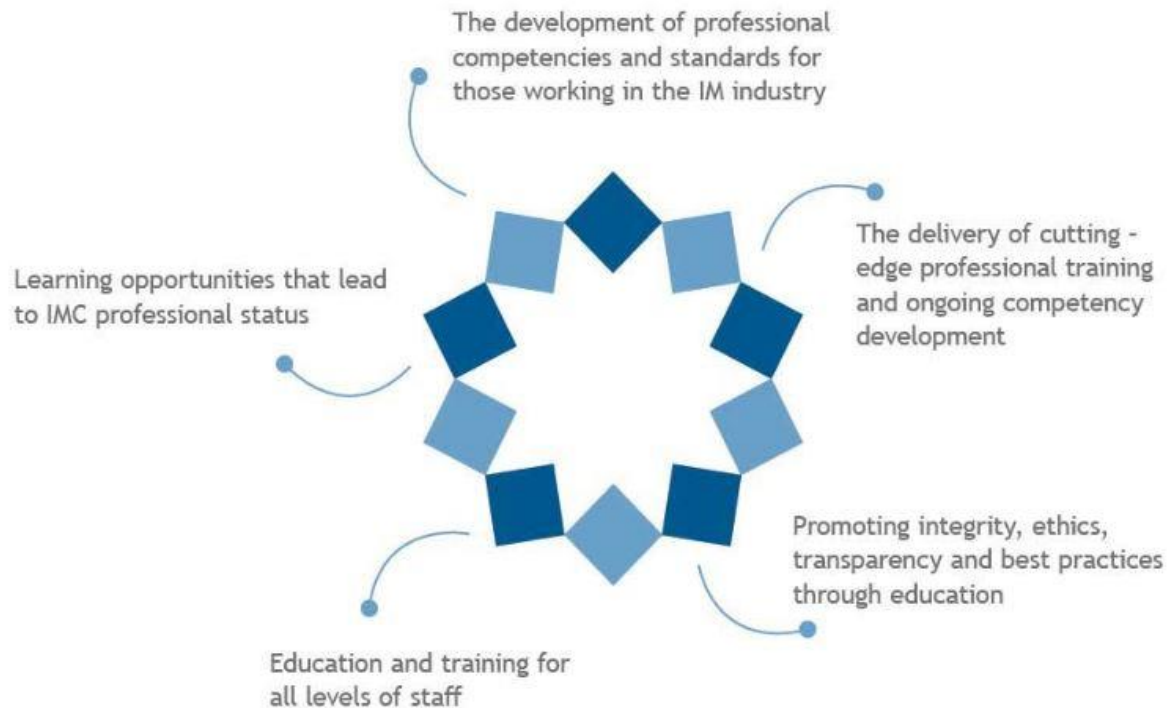 The development of professional
competencies and standards for
those working in the IM industry
The delivery of cutting -
edge professional training
and ongoing competency
development
Learning opportunities that lead
to IMC professional status
Promoting integrity, ethics,
transparency and best practices
through education
Education and training for
all levels of staff